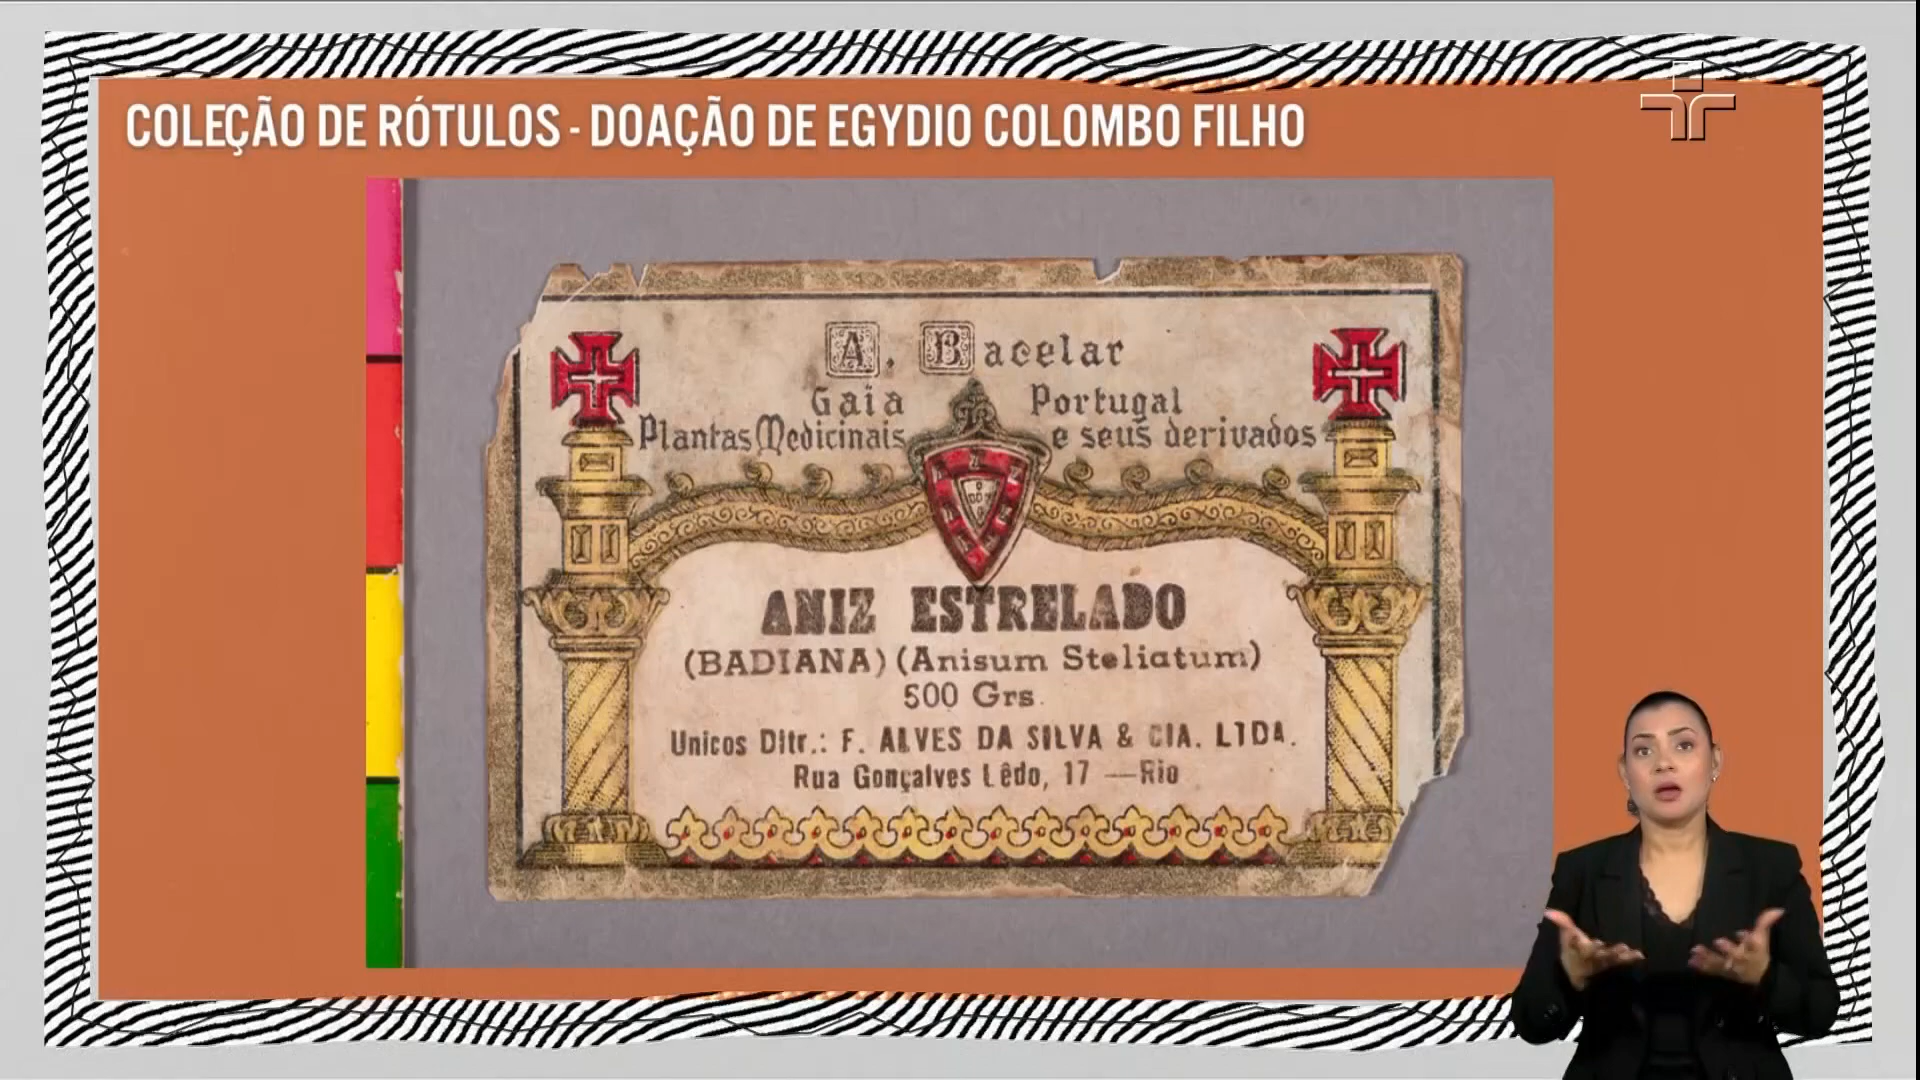 COLEÇÃO DE RÓTULOS - DOAÇÃO DE EGYDIO COLOMBO FILHO
A. Bacelar
Gaia Portugal
Plantas Medicinais e seus derivados
ANIZ ESTRELADO
(BADIANA) (Anisum Steliatum)
500 Grs.
Unicos Ditr.: F. ALVES DA SILVA & CIA. LTDA.
Rua Gonçalves Lêdo, 17 — Rio